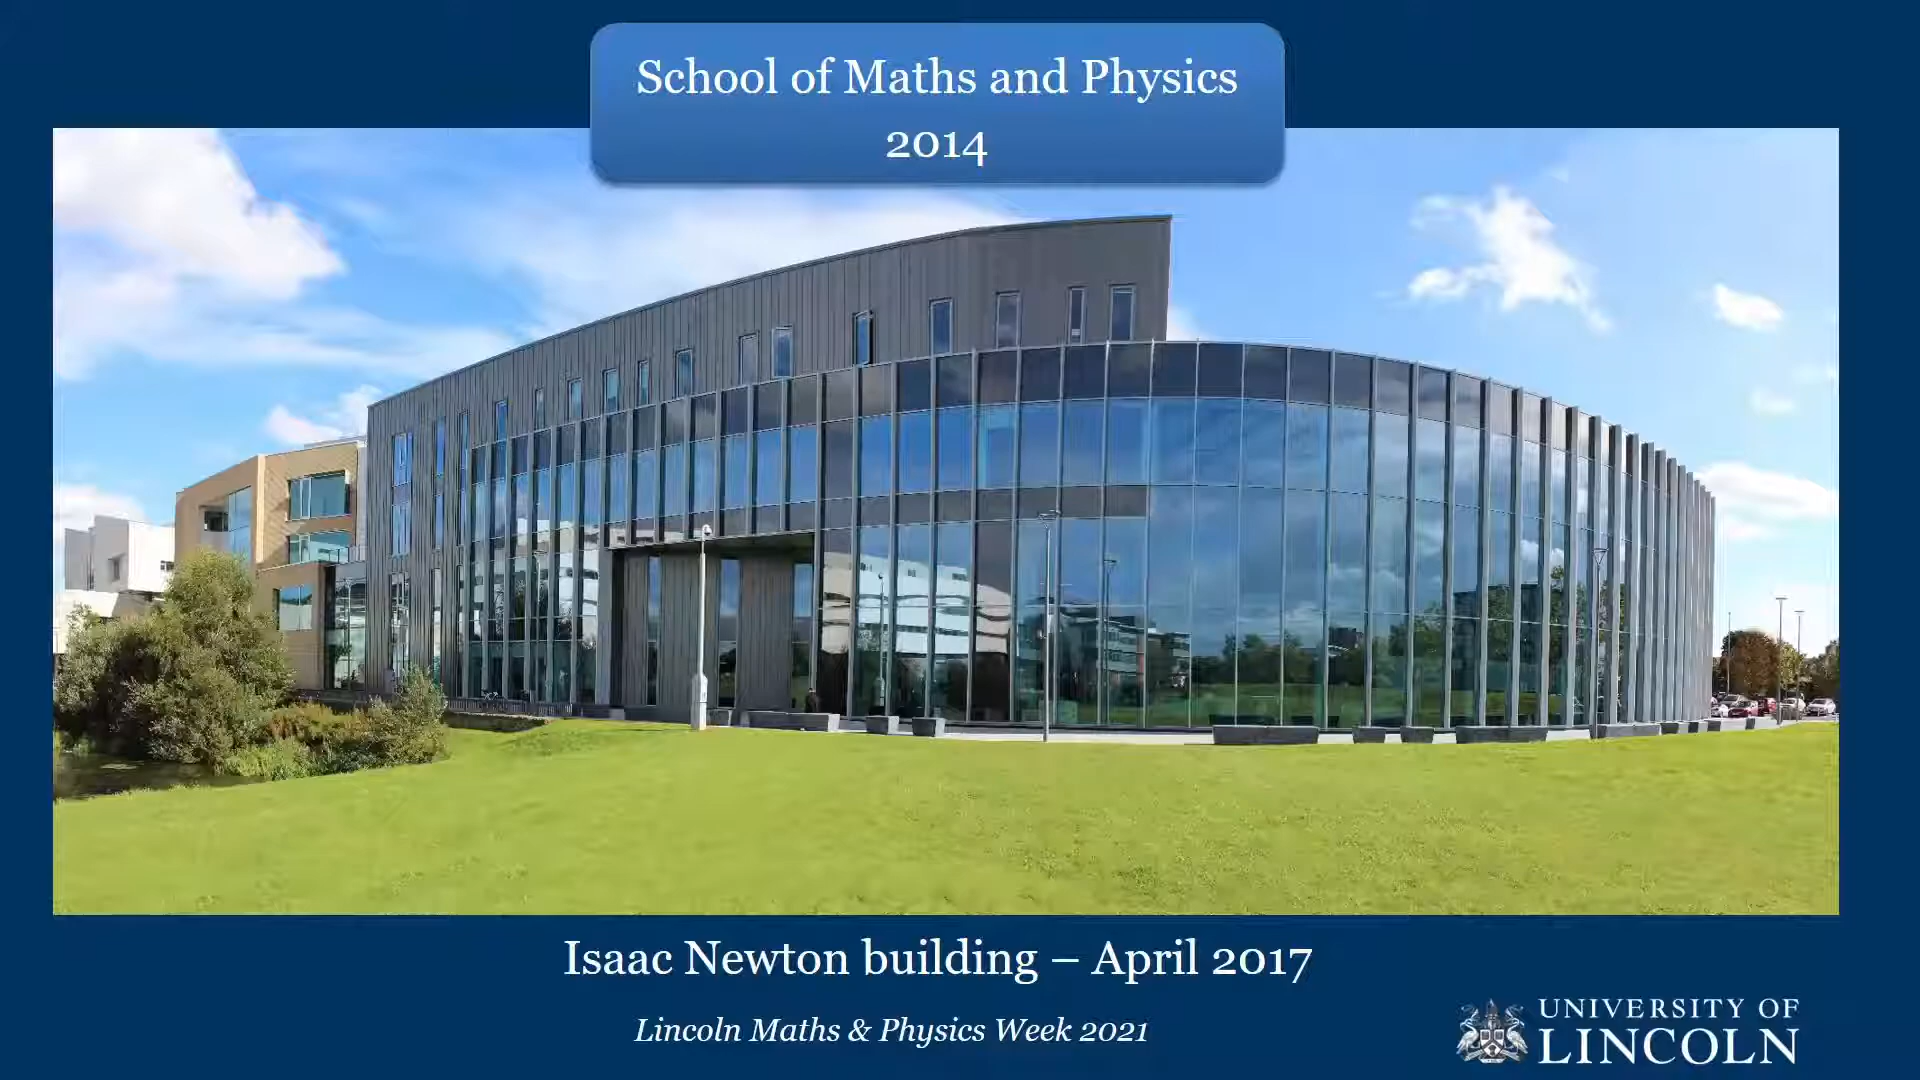 School of Maths and Physics
2014
Isaac Newton building – April 2017
Lincoln Maths & Physics Week 2021
UNIVERSITY OF
LINCOLN